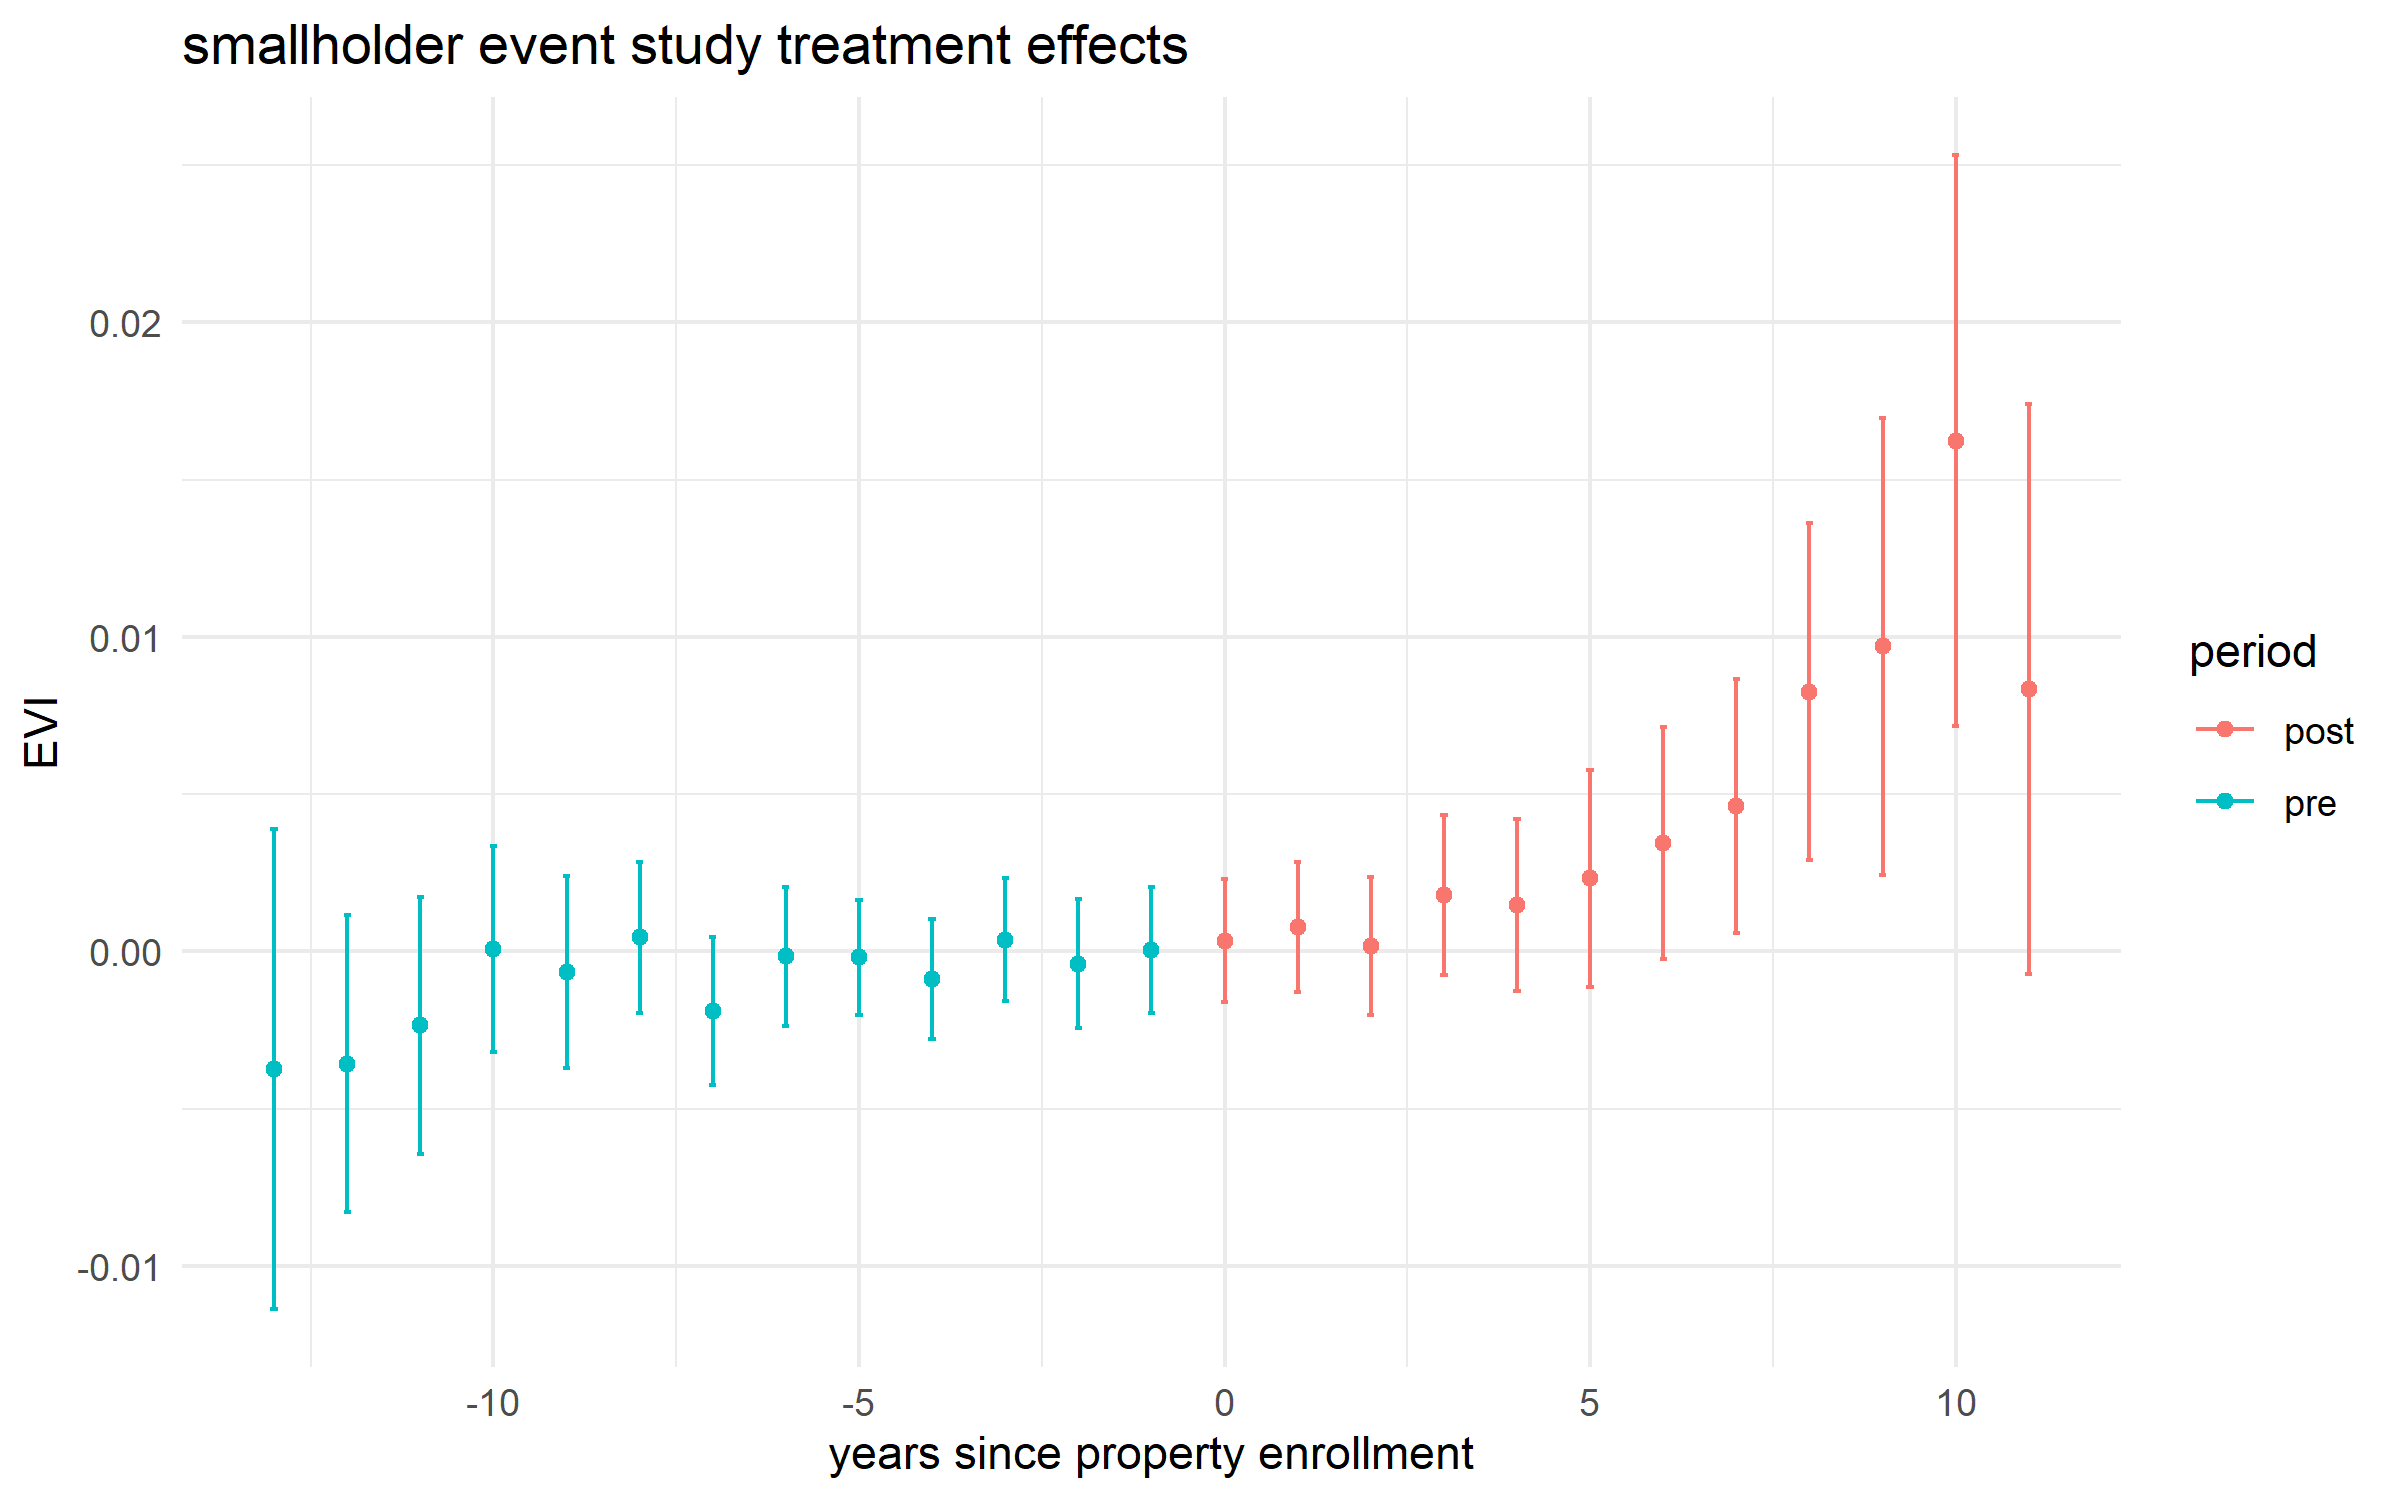 smallholder event study treatment effects
EVI
0.02
0.01
0.00
-0.01
-10
-5
0
5
10
years since property enrollment
period
post
pre